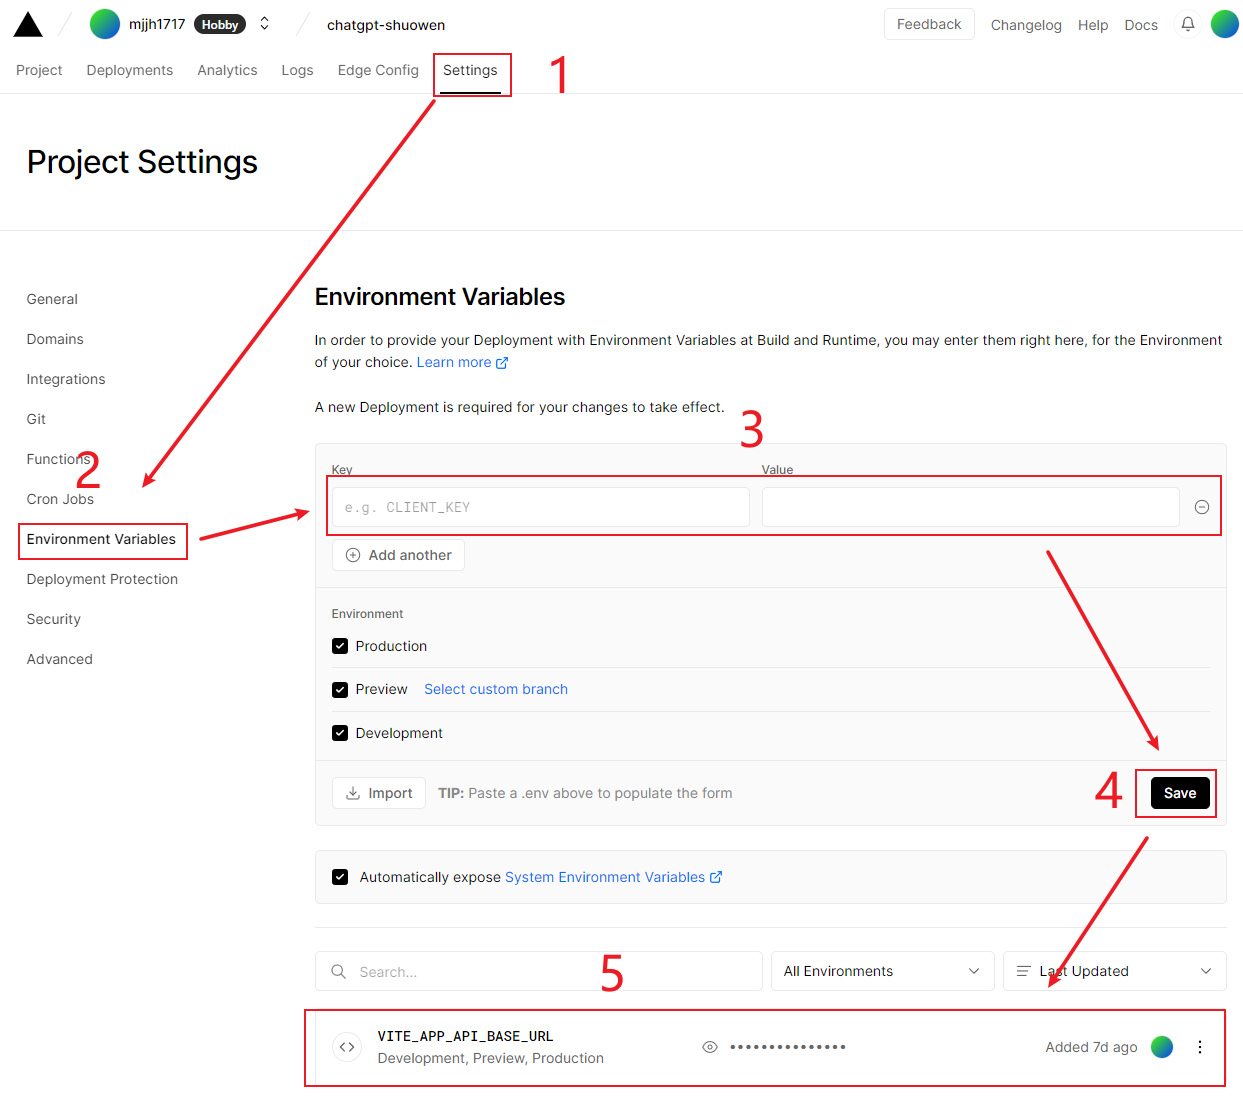 mjjh1717 Hobby chatgpt-shuowen Feedback Changelog Help Docs
Project Deployments Analytics Logs Edge Config Settings 1
Project Settings
General
Domains
Integrations
Git
Functions
2
Cron Jobs
Environment Variables
Deployment Protection
Security
Advanced
Environment Variables
In order to provide your Deployment with Environment Variables at Build and Runtime, you may enter them right here, for the Environment
of your choice. Learn more
A new Deployment is required for your changes to take effect.
3
Key Value
e.g. CLIENT_KEY
Add another
Environment
Production
Preview Select custom branch
Development
Import TIP: Paste a .env above to populate the form 4 Save
Automatically expose System Environment Variables
Search... 5 All Environments Last Updated
VITE_APP_API_BASE_URL
Development, Preview, Production ••••••••••••••• Added 7d ago